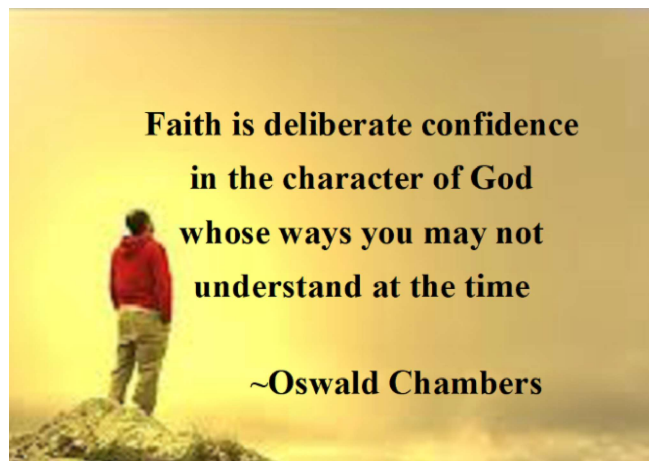 Faith is deliberate confidence
in the character of God
whose ways you may not
understand at the time
~Oswald Chambers